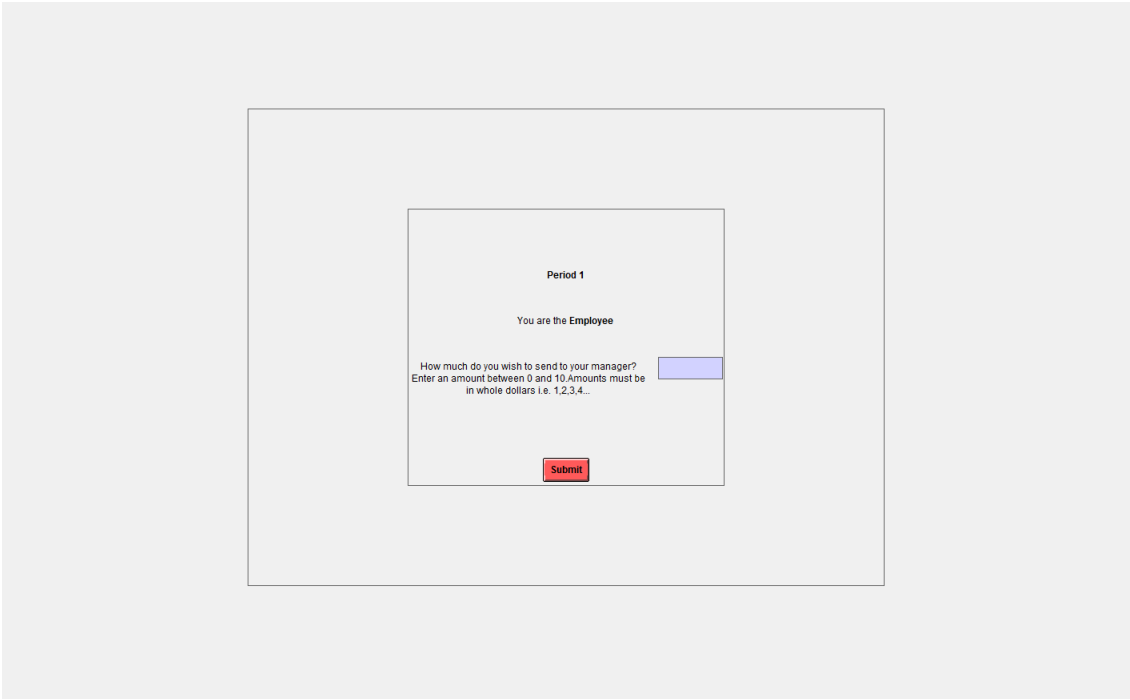 Period 1
You are the Employee
How much do you wish to send to your manager?
Enter an amount between 0 and 10.Amounts must be
in whole dollars i.e. 1,2,3,4...
Submit